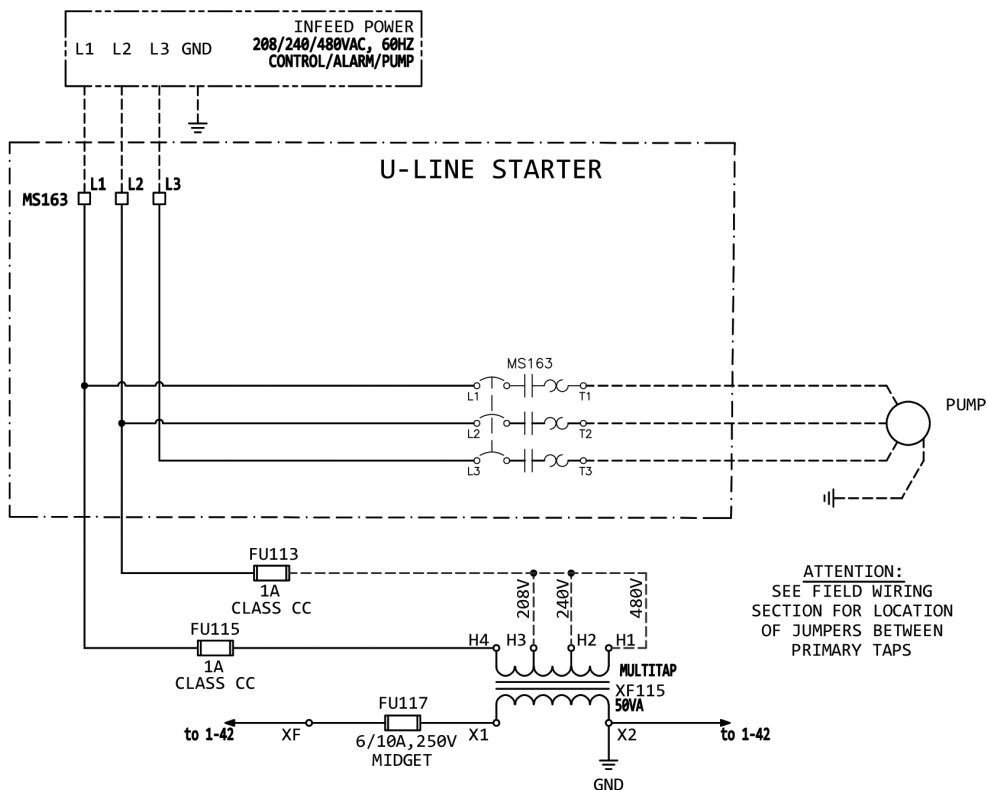 INFEED POWER
208/240/480VAC, 60HZ
CONTROL/ALARM/PUMP
L1 L2 L3 GND
U-LINE STARTER
L1 L2 L3
MS163
MS163
L1 T1
L2 T2
L3 T3
PUMP
FU113
1A
CLASS CC
208V
240V
480V
ATTENTION:
SEE FIELD WIRING
SECTION FOR LOCATION
OF JUMPERS BETWEEN
PRIMARY TAPS
FU115
1A
CLASS CC
H4 H3 H2 H1
MULTITAP
XF115
50VA
FU117
6/10A,250V
MIDGET
to 1-42 XF X1 X2 to 1-42
GND